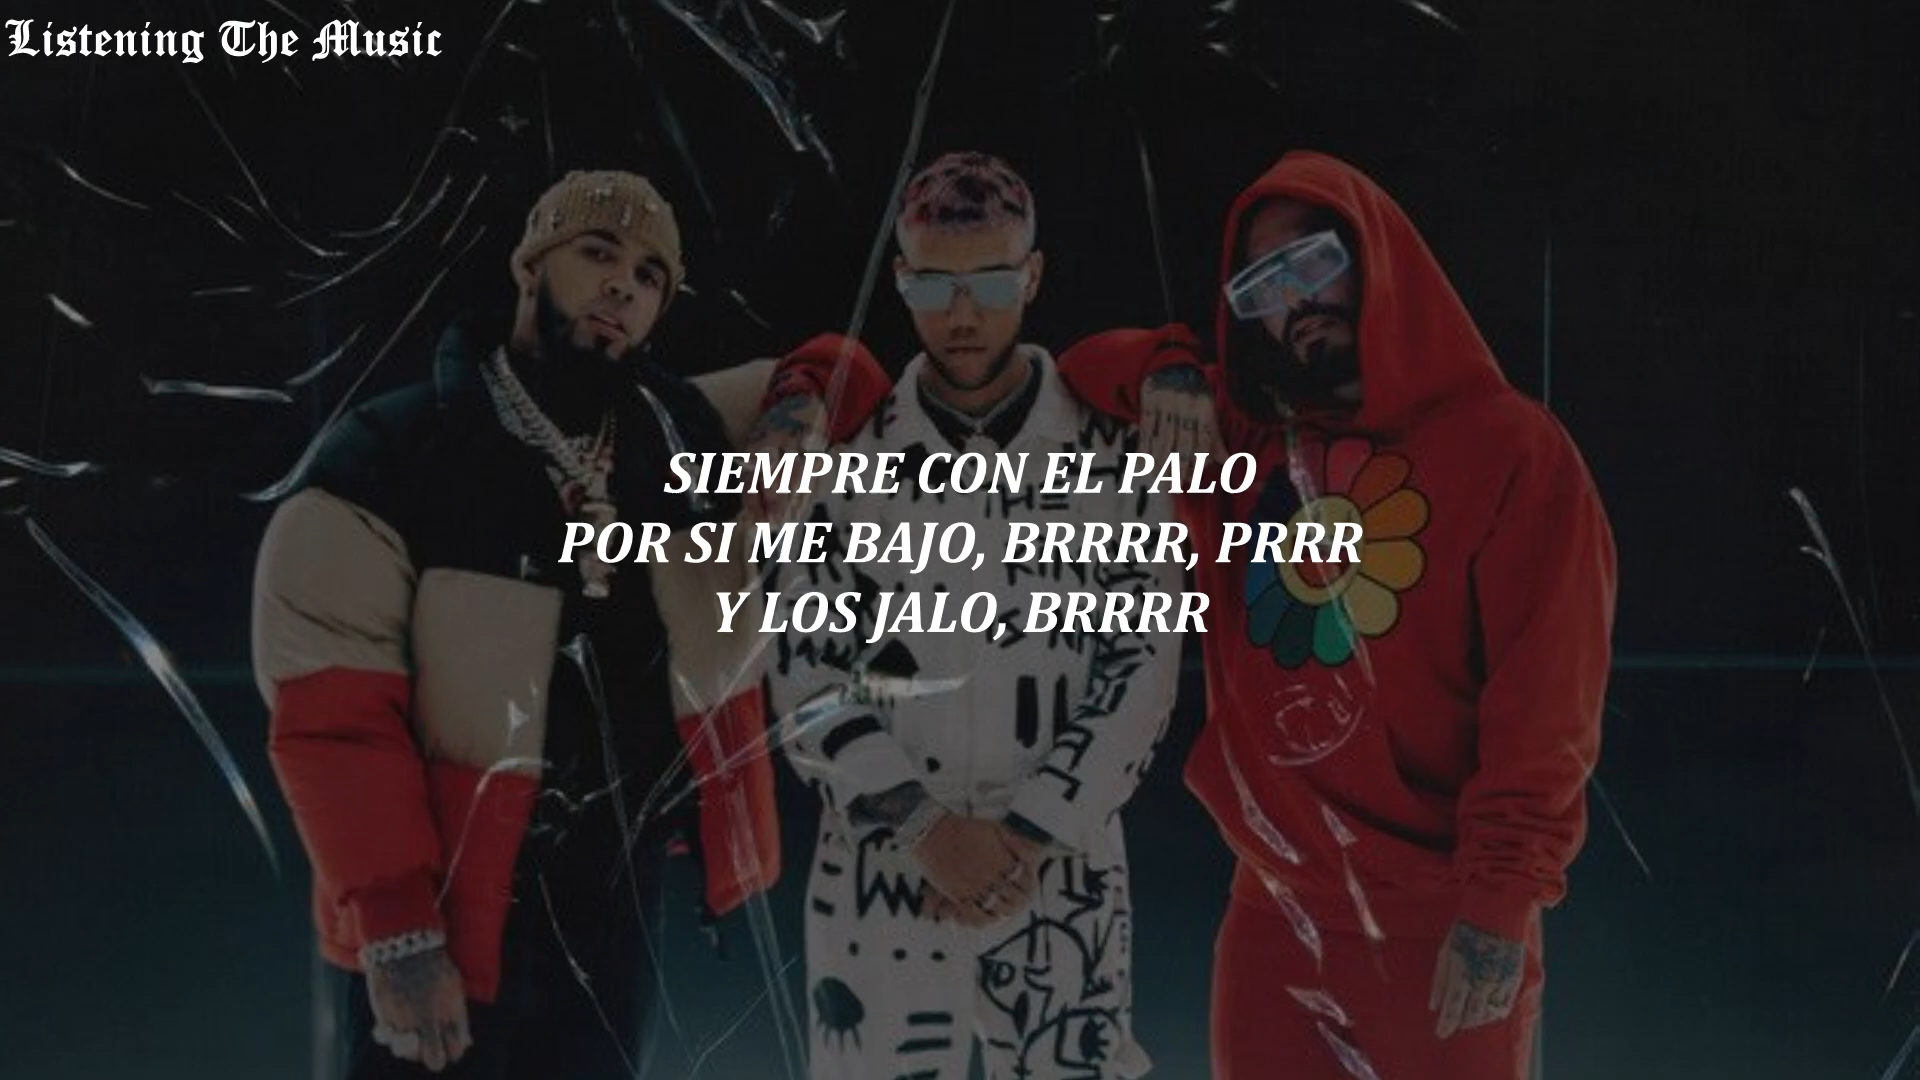 Listening The Music
SIEMPRE CON EL PALO
POR SI ME BAJO, BRRRR, PRRR
Y LOS JALO, BRRRR